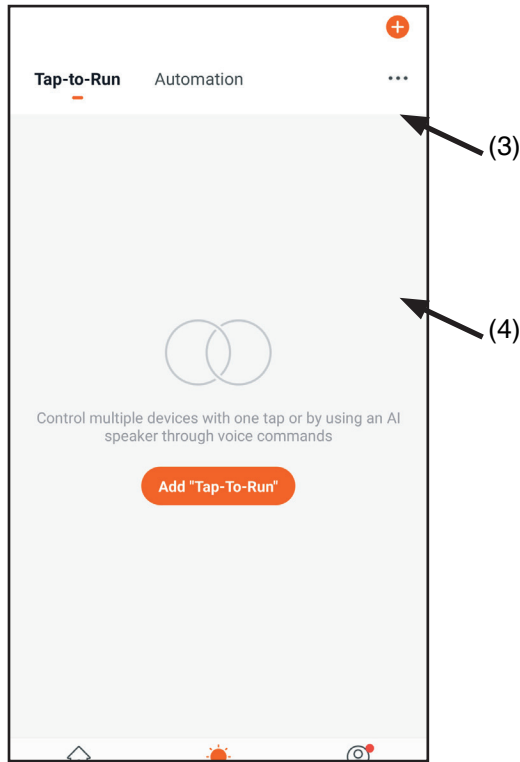 Tap-to-Run Automation
(3)
(4)
Control multiple devices with one tap or by using an AI
speaker through voice commands
Add "Tap-To-Run"